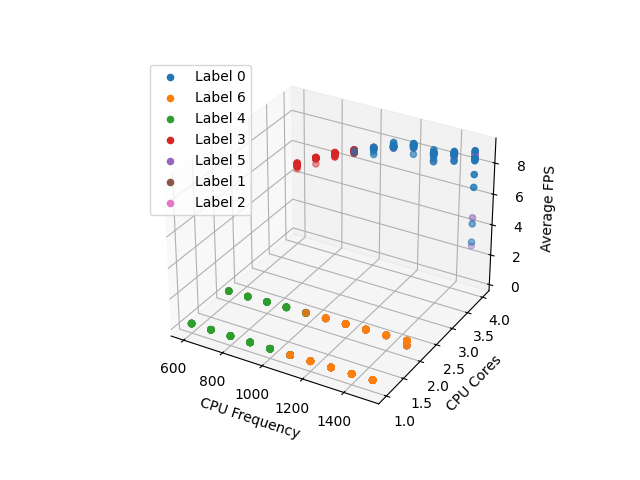 Label 0
Label 6
Label 4
Label 3
Label 5
Label 1
Label 2
8
6
4
2
0
Average FPS
4.0
3.5
3.0
2.5
2.0
1.5
1.0
CPU Cores
600
800
1000
1200
1400
CPU Frequency